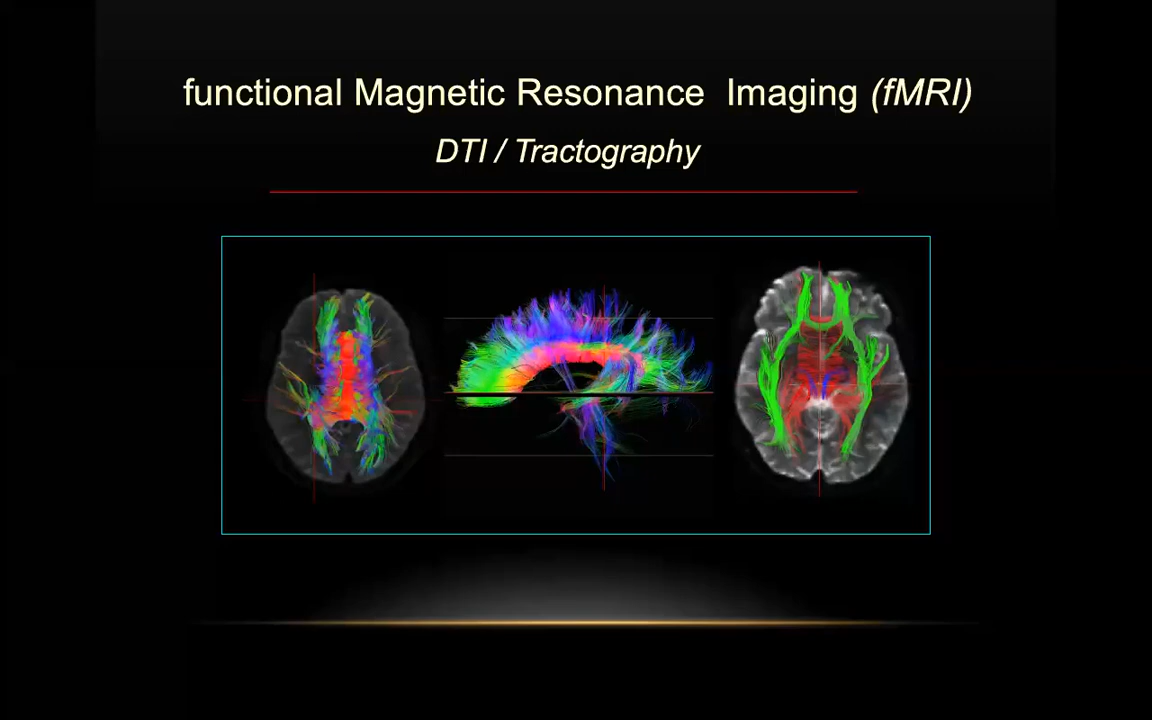 functional Magnetic Resonance Imaging (fMRI)
DTI / Tractography